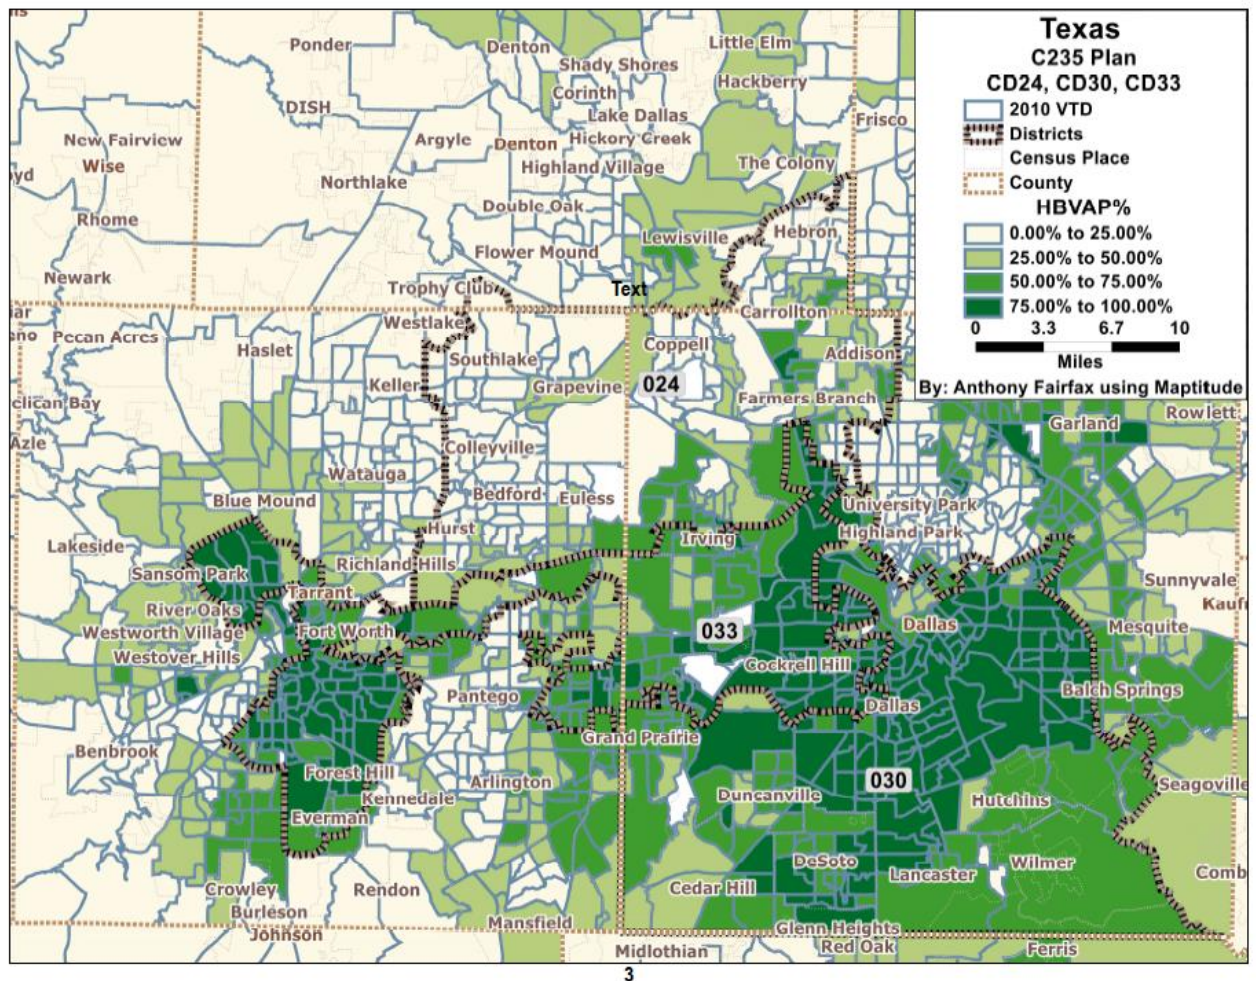 Texas
C235 Plan
CD24, CD30, CD33
2010 VTD
Districts
Census Place
County
HBVAP%
0.00% to 25.00%
25.00% to 50.00%
50.00% to 75.00%
75.00% to 100.00%
0 3.3 6.7 10
Miles
By: Anthony Fairfax using Maptitude
Ponder
Denton
Little Elm
Shady Shores
Hackberry
Corinth
DISH
Lake Dallas
Frisco
New Fairview
Argyle
Denton
Hickory Creek
Wise
Highland Village
The Colony
Northlake
Rhome
Double Oak
Lewisville
Hebron
Flower Mound
Newark
Trophy Club
Text
Westlake
Carrollton
Pecan Acres
Haslet
Southlake
Coppell
Addison
Keller
Grapevine
024
Farmers Branch
Rowlett
Garland
Azle
Colleyville
Watauga
Blue Mound
Bedford
Euless
University Park
Hurst
Irving
Highland Park
Lakeside
Richland Hills
Sansom Park
Tarrant
Sunnyvale
River Oaks
Fort Worth
033
Dallas
Kaufr
Westworth Village
Mesquite
Westover Hills
Cockrell Hill
Pantego
Dallas
Balch Springs
Benbrook
Grand Prairie
Forest Hill
Arlington
030
Seagoville
Kennedale
Duncanville
Hutchins
Everman
DeSoto
Wilmer
Lancaster
Comb
Crowley
Rendon
Cedar Hill
Burleson
Mansfield
Glenn Heights
Johnson
Midlothian
Red Oak
Ferris
3